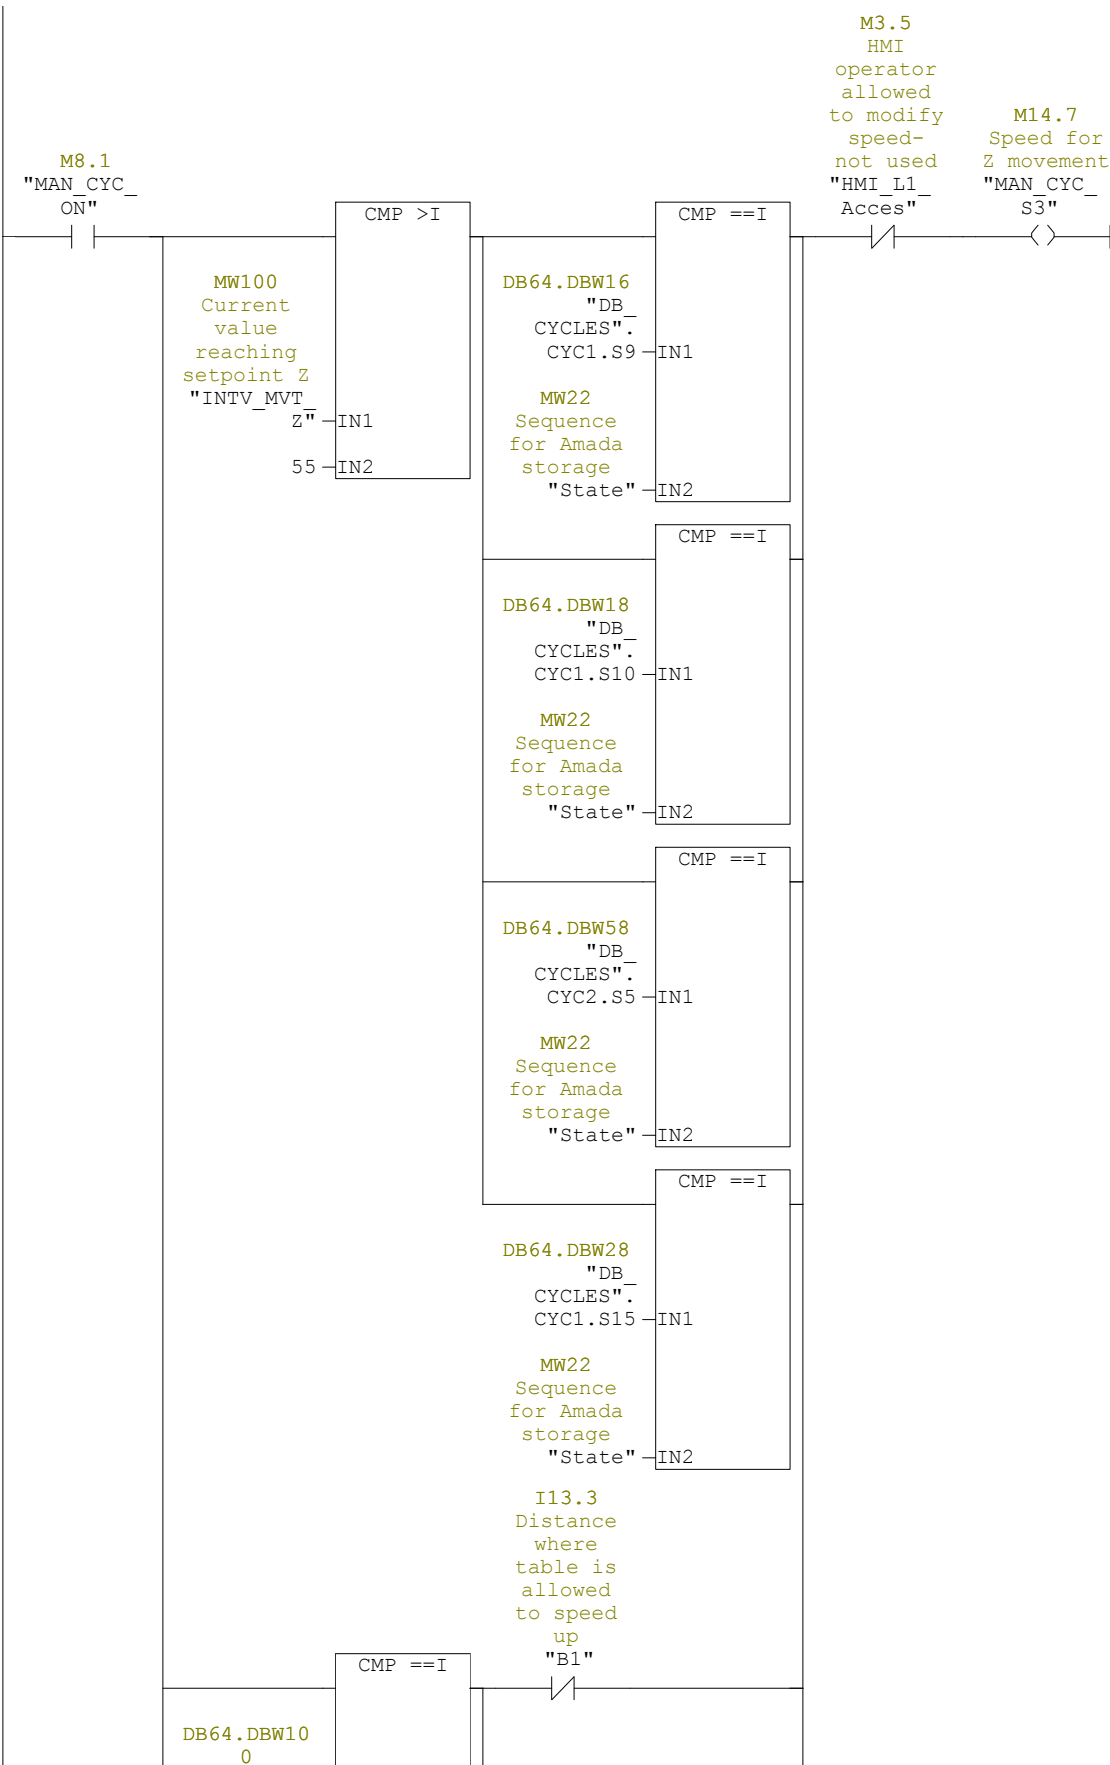 M3.5
HMI
operator
allowed
to modify
speed-
not used
"HMI_L1_
Acces"
M14.7
Speed for
Z movement
"MAN_CYC_
S3"
M8.1
"MAN_CYC_
ON"
CMP >I
MW100
Current
value
reaching
setpoint Z
"INTV_MVT_
Z"
IN1
55
IN2
CMP ==I
DB64.DBW16
"DB_
CYCLES".
CYC1.S9
IN1
MW22
Sequence
for Amada
storage
"State"
IN2
CMP ==I
DB64.DBW18
"DB_
CYCLES".
CYC1.S10
IN1
MW22
Sequence
for Amada
storage
"State"
IN2
CMP ==I
DB64.DBW58
"DB_
CYCLES".
CYC2.S5
IN1
MW22
Sequence
for Amada
storage
"State"
IN2
CMP ==I
DB64.DBW28
"DB_
CYCLES".
CYC1.S15
IN1
MW22
Sequence
for Amada
storage
"State"
IN2
I13.3
Distance
where
table is
allowed
to speed
up
"B1"
CMP ==I
DB64.DBW10
0